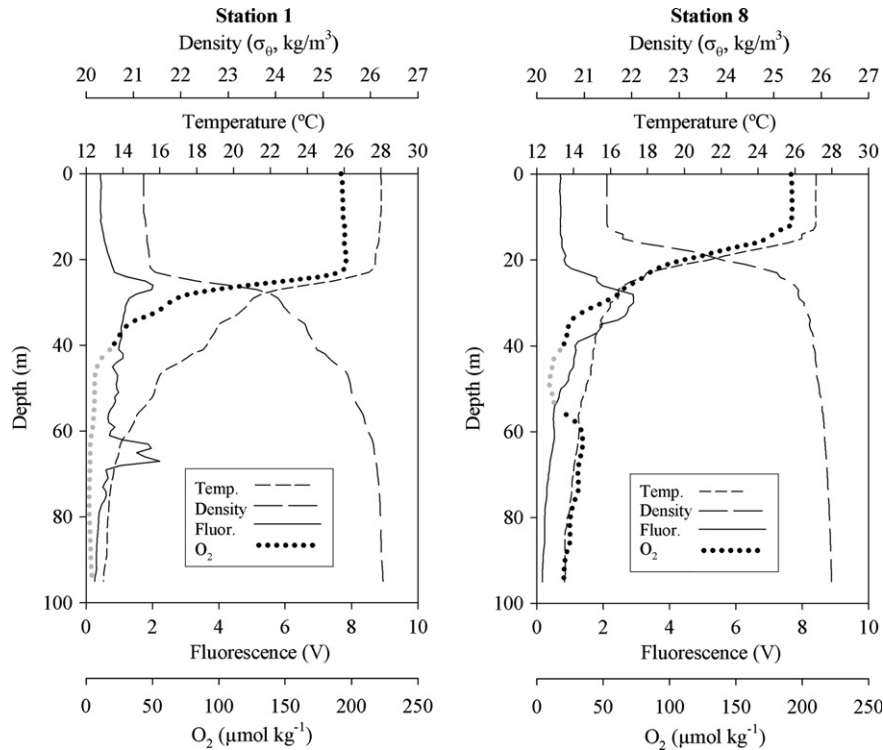 Station 1
Density (σθ, kg/m³)
20 21 22 23 24 25 26 27
Temperature (ºC)
12 14 16 18 20 22 24 26 28 30
0
20
40
60
80
100
Depth (m)
Temp.
Density
Fluor.
O₂
0 2 4 6 8 10
Fluorescence (V)
0 50 100 150 200 250
O₂ (µmol kg⁻¹)
Station 8
Density (σθ, kg/m³)
20 21 22 23 24 25 26 27
Temperature (ºC)
12 14 16 18 20 22 24 26 28 30
0
20
40
60
80
100
Depth (m)
Temp.
Density
Fluor.
O₂
0 2 4 6 8 10
Fluorescence (V)
0 50 100 150 200 250
O₂ (µmol kg⁻¹)